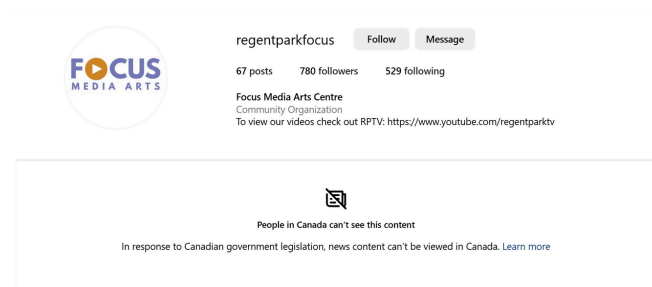 FOCUS
MEDIA ARTS
regentparkfocus Follow Message
67 posts 780 followers 529 following
Focus Media Arts Centre
Community Organization
To view our videos check out RPTV: https://www.youtube.com/regentparktv
People in Canada can't see this content
In response to Canadian government legislation, news content can't be viewed in Canada. Learn more